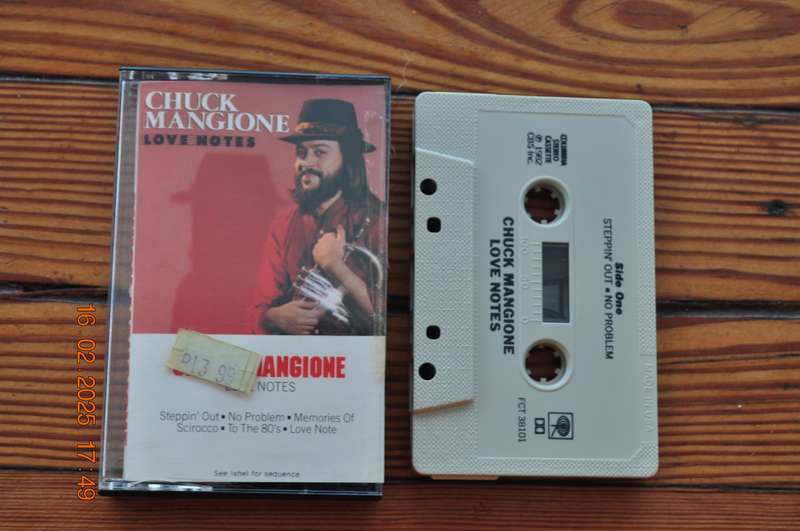 CHUCK
MANGIONE
LOVE NOTES
MANGIONE
NOTES
Steppin' Out ▪ No Problem ▪ Memories Of
Scirocco ▪ To The 80's ▪ Love Note
See label for sequence
COLUMBIA
STEREO
CASSETTE
℗ 1982
CBS Inc.
CHUCK MANGIONE
LOVE NOTES
Side One
STEPPIN' OUT ▪ NO PROBLEM
FCT 38101
16.02.2025 17:49